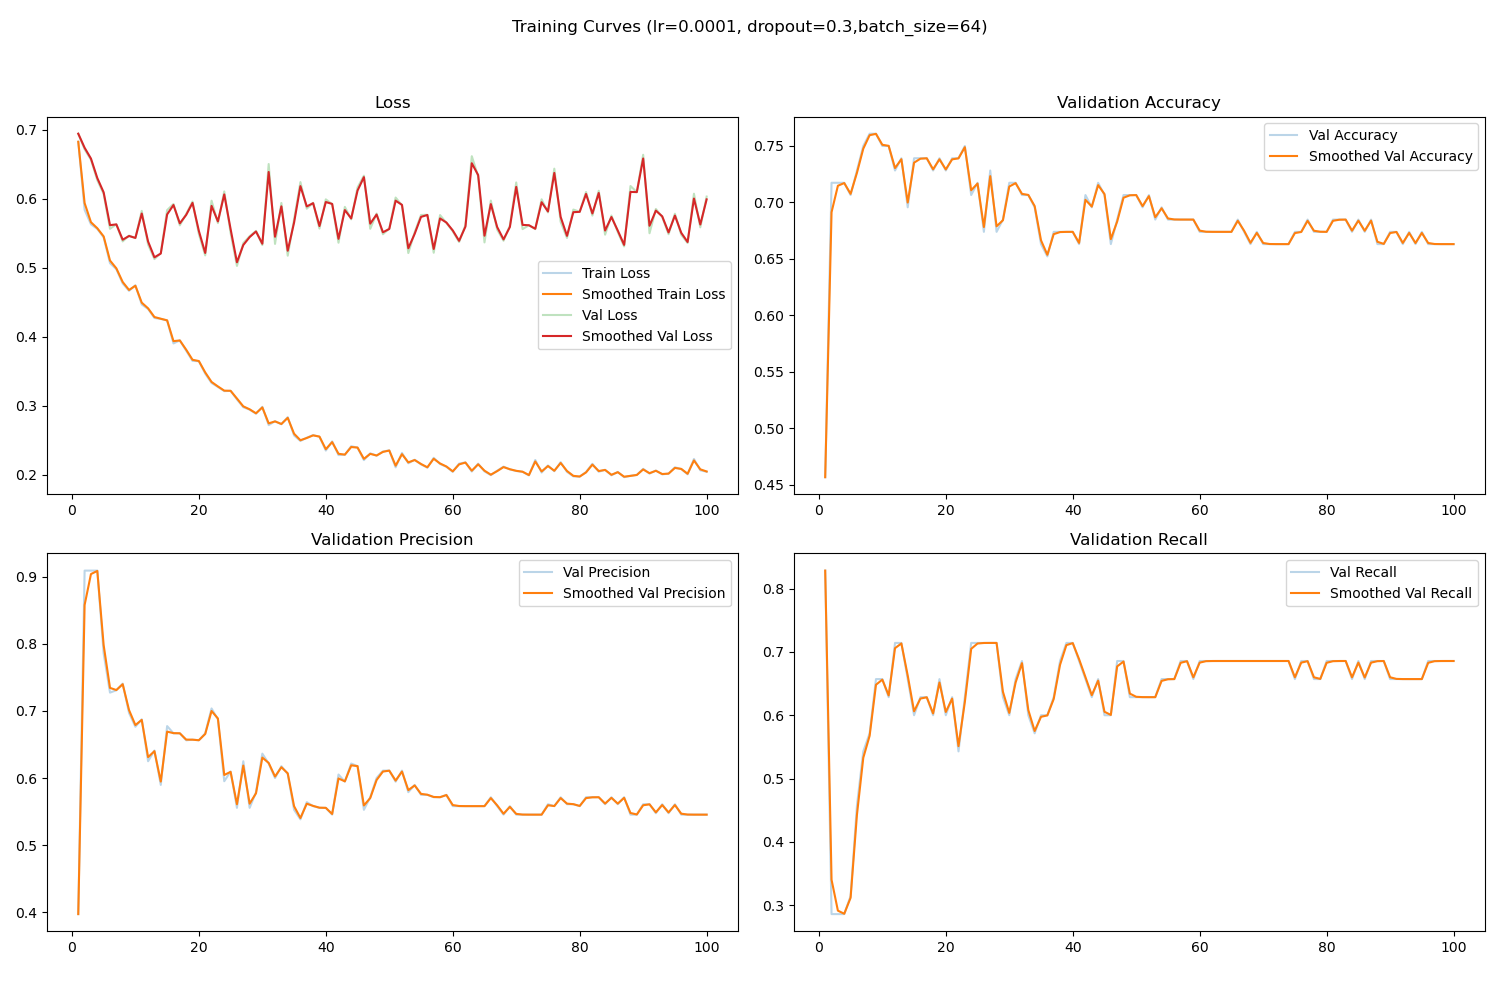 Training Curves (lr=0.0001, dropout=0.3,batch_size=64)
Loss
0.7
0.6
0.5
0.4
0.3
0.2
0 20 40 60 80 100
Train Loss
Smoothed Train Loss
Val Loss
Smoothed Val Loss
Validation Accuracy
0.75
0.70
0.65
0.60
0.55
0.50
0.45
0 20 40 60 80 100
Val Accuracy
Smoothed Val Accuracy
Validation Precision
0.9
0.8
0.7
0.6
0.5
0.4
0 20 40 60 80 100
Val Precision
Smoothed Val Precision
Validation Recall
0.8
0.7
0.6
0.5
0.4
0.3
0 20 40 60 80 100
Val Recall
Smoothed Val Recall